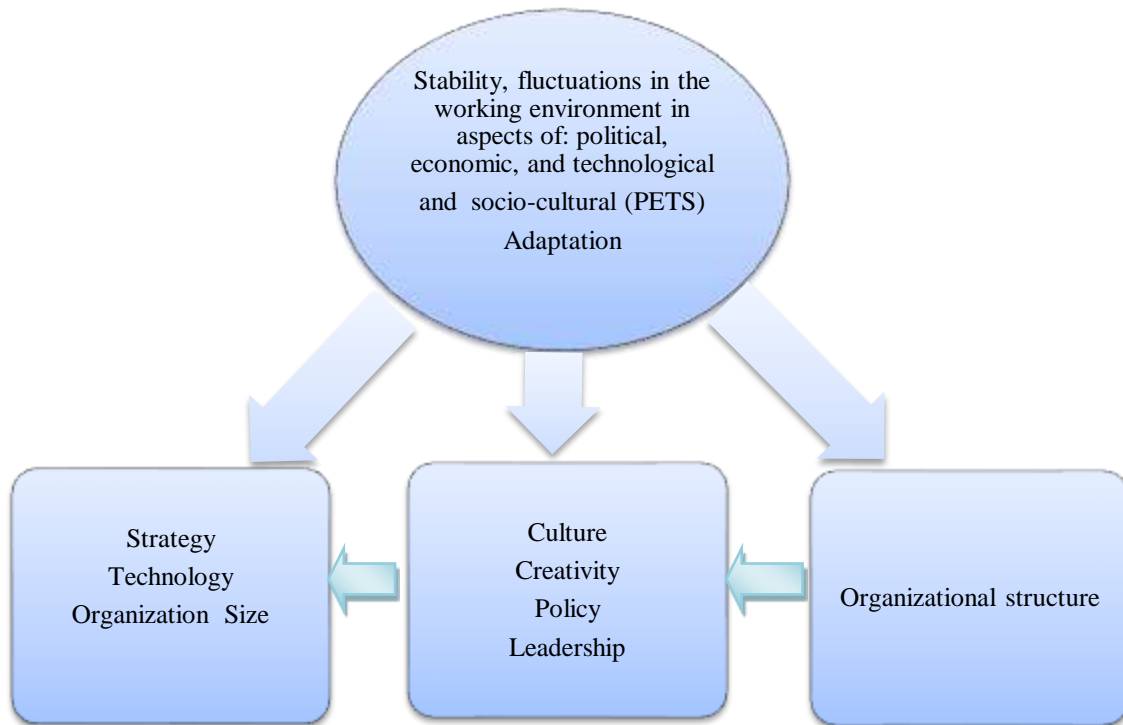 Stability, fluctuations in the
working environment in
aspects of: political,
economic, and technological
and socio-cultural (PETS)
Adaptation
Strategy
Technology
Organization Size
Culture
Creativity
Policy
Leadership
Organizational structure